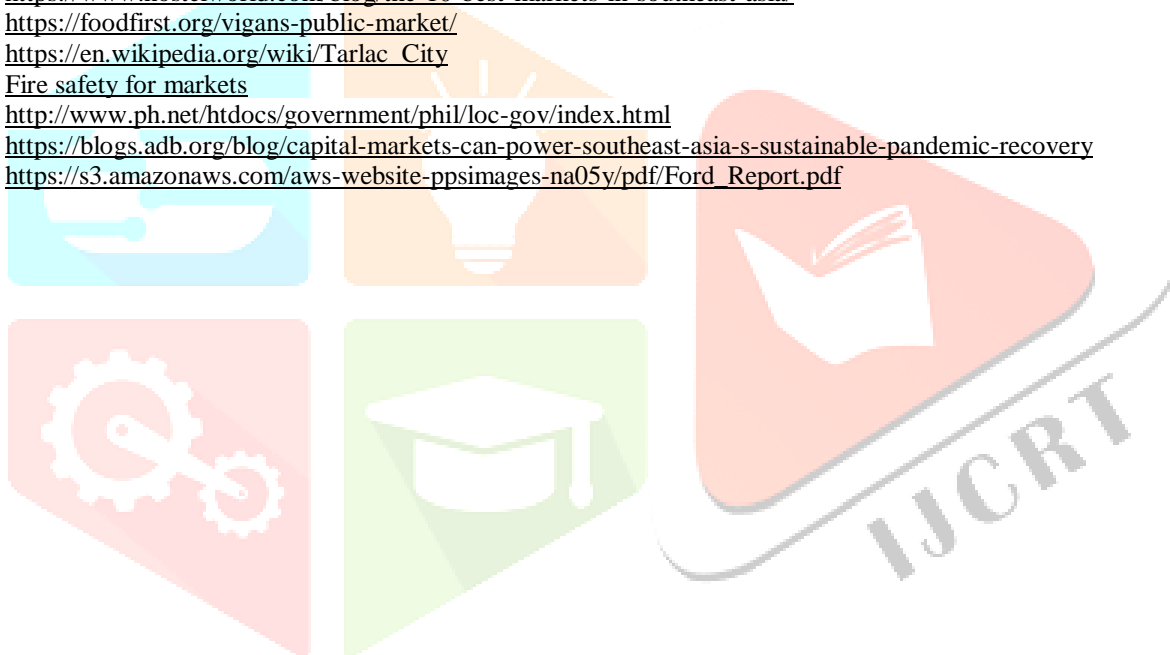 https://foodfirst.org/vigans-public-market/
https://en.wikipedia.org/wiki/Tarlac_City
Fire safety for markets
http://www.ph.net/htdocs/government/phil/loc-gov/index.html
https://blogs.adb.org/blog/capital-markets-can-power-southeast-asia-s-sustainable-pandemic-recovery
https://s3.amazonaws.com/aws-website-ppsimages-na05y/pdf/Ford_Report.pdf
IJCRT